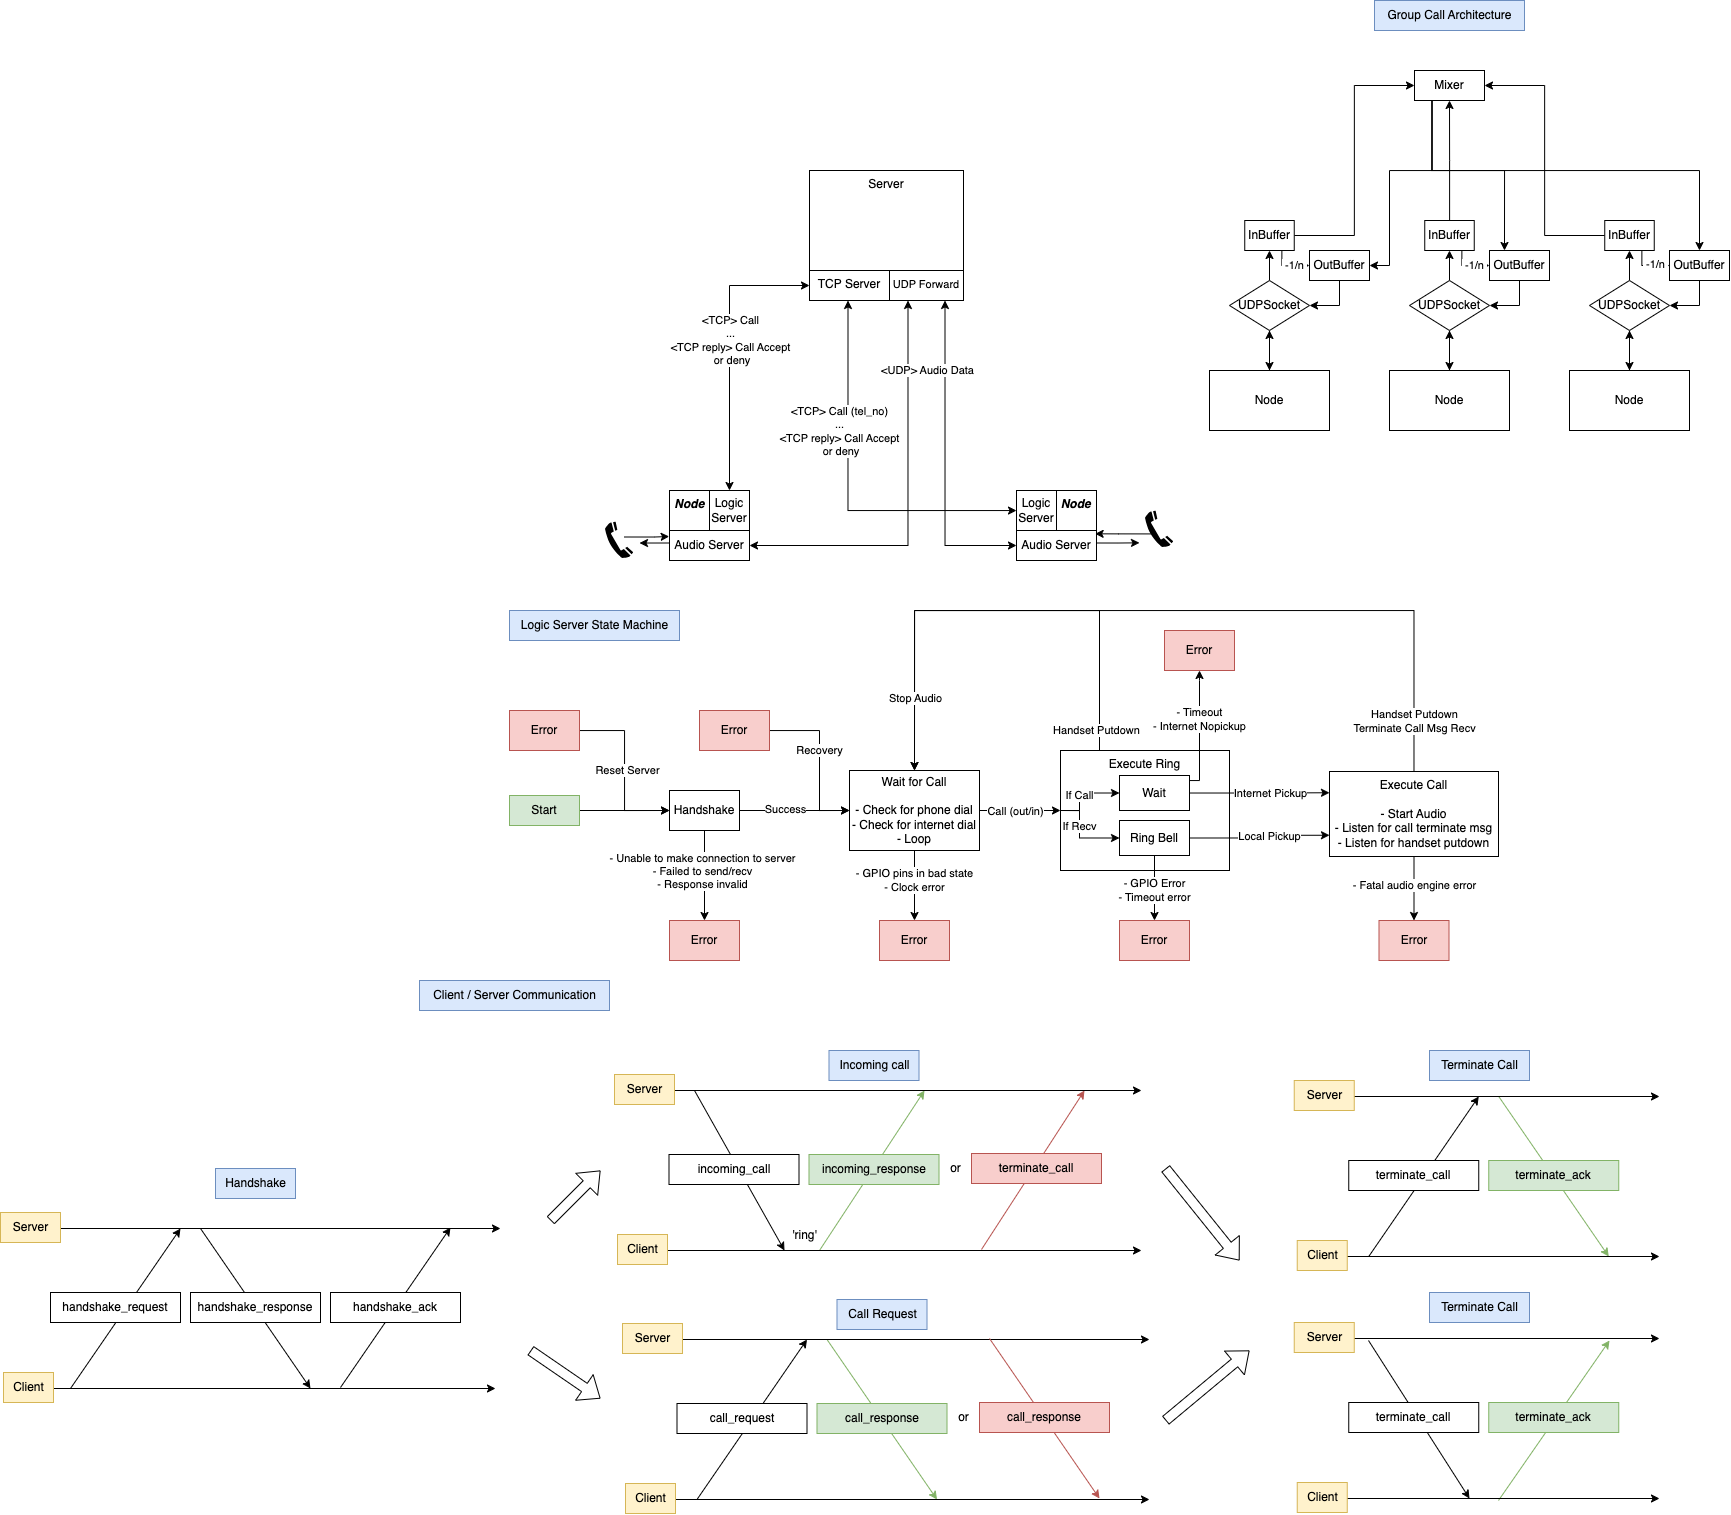 Group Call Architecture
Mixer
InBuffer
InBuffer
InBuffer
-1/n
OutBuffer
-1/n
OutBuffer
-1/n
OutBuffer
UDPSocket
UDPSocket
UDPSocket
Node
Node
Node
Server
TCP Server
UDP Forward
<TCP> Call
...
<TCP reply> Call Accept
or deny
<UDP> Audio Data
<TCP> Call (tel_no)
...
<TCP reply> Call Accept
or deny
Node
Logic
Server
Audio Server
Logic
Server
Node
Audio Server
Logic Server State Machine
Error
Error
Error
Stop Audio
Handset Putdown
- Timeout
- Internet Nopickup
Handset Putdown
Terminate Call Msg Recv
Reset Server
Recovery
Start
Handshake
Success
Wait for Call
- Check for phone dial
- Check for internet dial
- Loop
Call (out/in)
Execute Ring
If Call
Wait
If Recv
Ring Bell
Internet Pickup
Local Pickup
Execute Call
- Start Audio
- Listen for call terminate msg
- Listen for handset putdown
- Unable to make connection to server
- Failed to send/recv
- Response invalid
- GPIO pins in bad state
- Clock error
- GPIO Error
- Timeout error
- Fatal audio engine error
Error
Error
Error
Error
Client / Server Communication
Handshake
Server
handshake_request
handshake_response
handshake_ack
Client
Incoming call
Server
incoming_call
incoming_response
or
terminate_call
'ring'
Client
Call Request
Server
call_request
call_response
or
call_response
Client
Terminate Call
Server
terminate_call
terminate_ack
Client
Terminate Call
Server
terminate_call
terminate_ack
Client